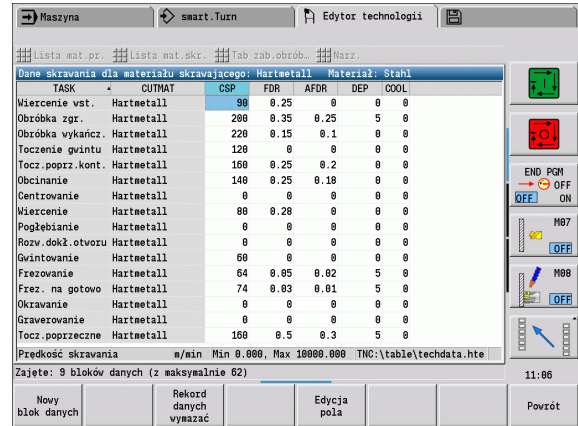 Maszyna
smart.Turn
Edytor technologii
Lista mat.pr. Lista mat.skr. Tab zab.obrób… Narz.
Dane skrawania dla materiału skrawającego: Hartmetall Materiał: Stahl
TASK CUTMAT CSP FDR AFDR DEP COOL
Wiercenie wst. Hartmetall 90 0.25 0 0 0
Obróbka zgr. Hartmetall 200 0.35 0.25 5 0
Obróbka wykańcz. Hartmetall 220 0.15 0.1 0 0
Toczenie gwintu Hartmetall 120 0 0 0 0
Tocz.poprz.kont. Hartmetall 160 0.25 0.2 0 0
Obcinanie Hartmetall 140 0.25 0.18 0 0
Centrowanie Hartmetall 0 0 0 0 0
Wiercenie Hartmetall 80 0.28 0 0 0
Pogłębianie Hartmetall 0 0 0 0 0
Rozw.dokł.otworu Hartmetall 0 0 0 0 0
Gwintowanie Hartmetall 60 0 0 0 0
Frezowanie Hartmetall 64 0.05 0.02 5 0
Frez. na gotowo Hartmetall 74 0.03 0.01 5 0
Okrawanie Hartmetall 0 0 0 0 0
Grawerowanie Hartmetall 0 0 0 0 0
Tocz.poprzeczne Hartmetall 160 0.5 0.3 5 0
Prędkość skrawania m/min Min 0.000, Max 10000.000 TNC:\table\techdata.hte
Zajęte: 9 bloków danych (z maksymalnie 62)
END PGM
OFF
OFF ON
M07
OFF
M08
OFF
11:06
Nowy
blok danych
Rekord
danych
wymazać
Edycja
pola
Powrót